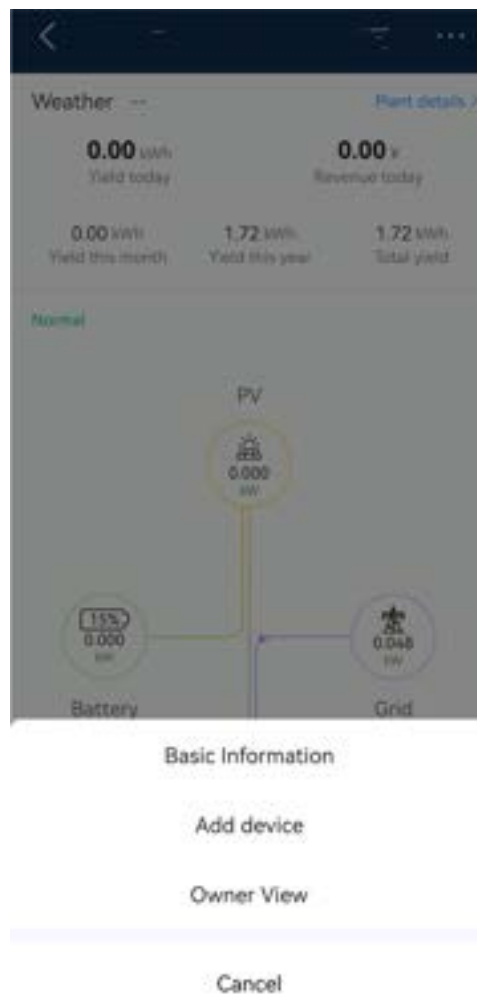 Weather --
Plant details
0.00 kWh
0.00
Yield today
Revenue today
0.00 kWh
1.72 kWh
1.72 kWh
Yield this month
Yield this year
Total yield
Normal
PV
0.000
kW
15%
0.000
kW
0.048
kW
Battery
Grid
Basic Information
Add device
Owner View
Cancel